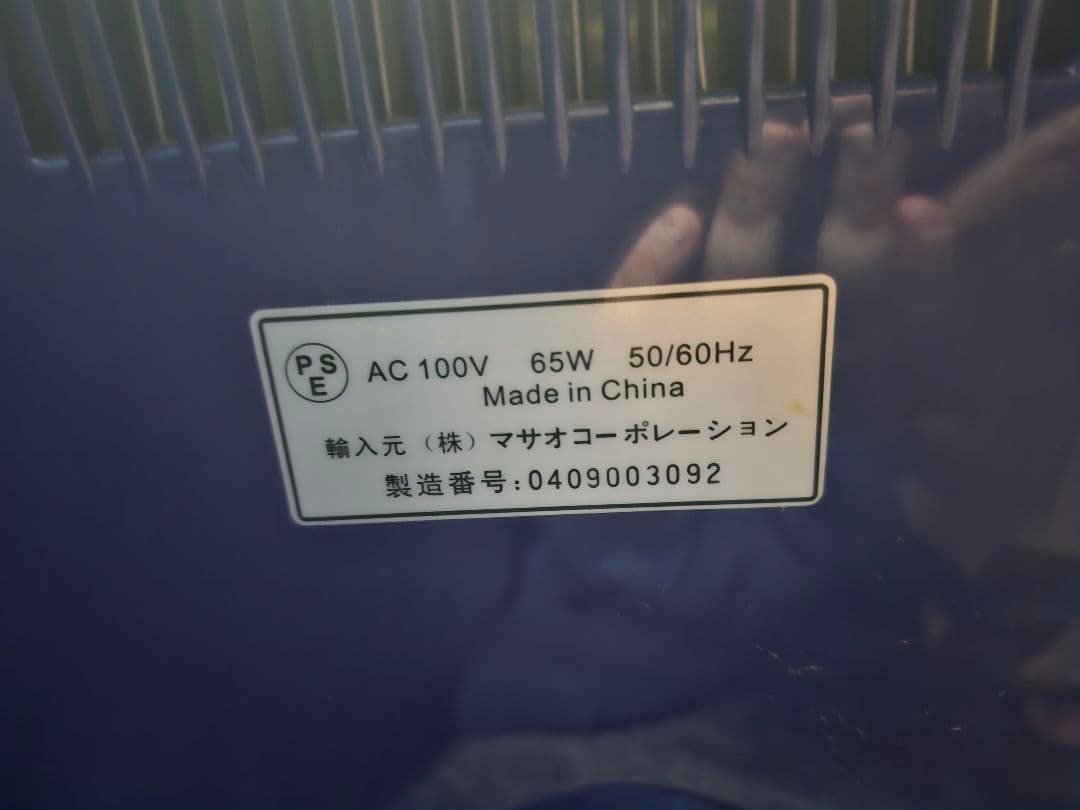 PSE AC 100V 65W 50/60Hz
Made in China
輸入元（株）マサオコーポレーション
製造番号:0409003092